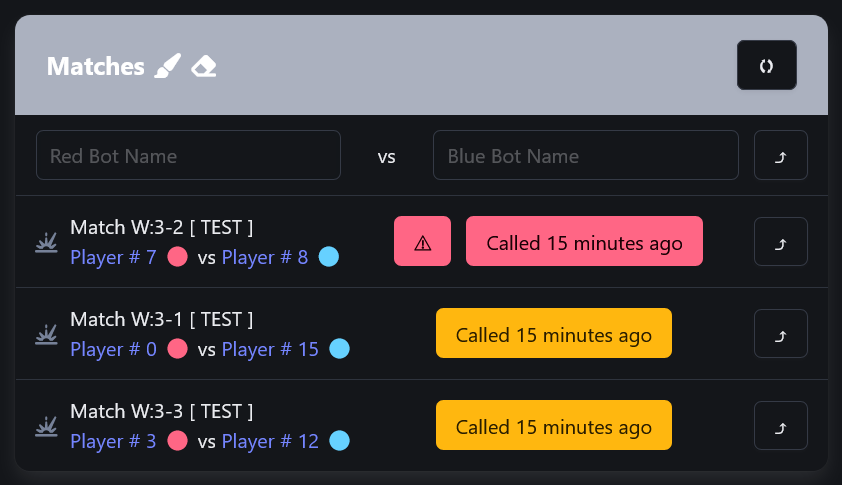 Matches
Red Bot Name vs Blue Bot Name
Match W:3-2 [ TEST ]
Player # 7 vs Player # 8
Called 15 minutes ago
Match W:3-1 [ TEST ]
Player # 0 vs Player # 15
Called 15 minutes ago
Match W:3-3 [ TEST ]
Player # 3 vs Player # 12
Called 15 minutes ago